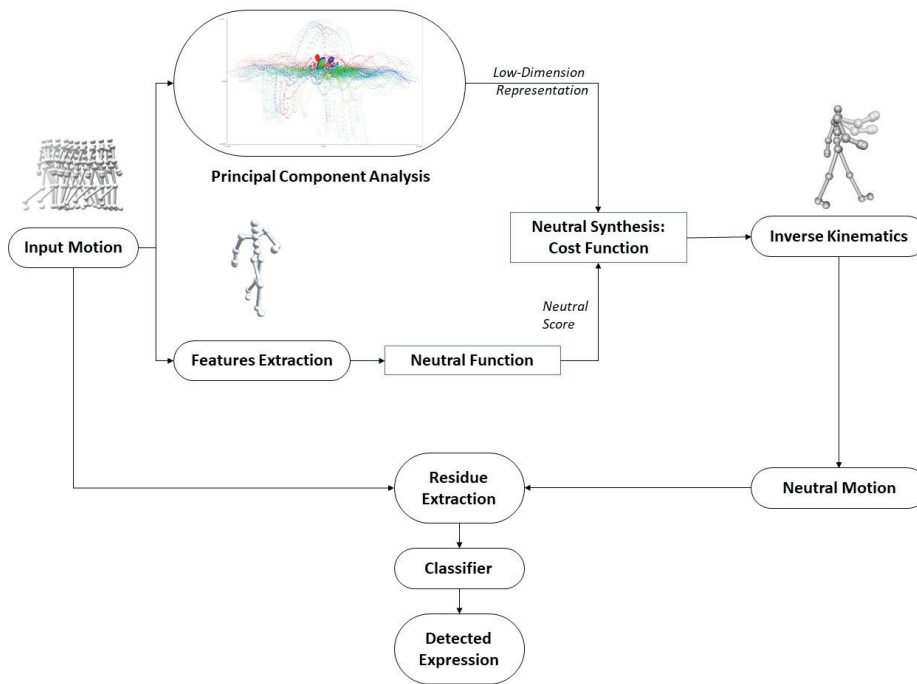 Low-Dimension
Representation
Principal Component Analysis
Input Motion
Neutral Synthesis:
Cost Function
Inverse Kinematics
Neutral
Score
Features Extraction
Neutral Function
Residue
Extraction
Neutral Motion
Classifier
Detected
Expression